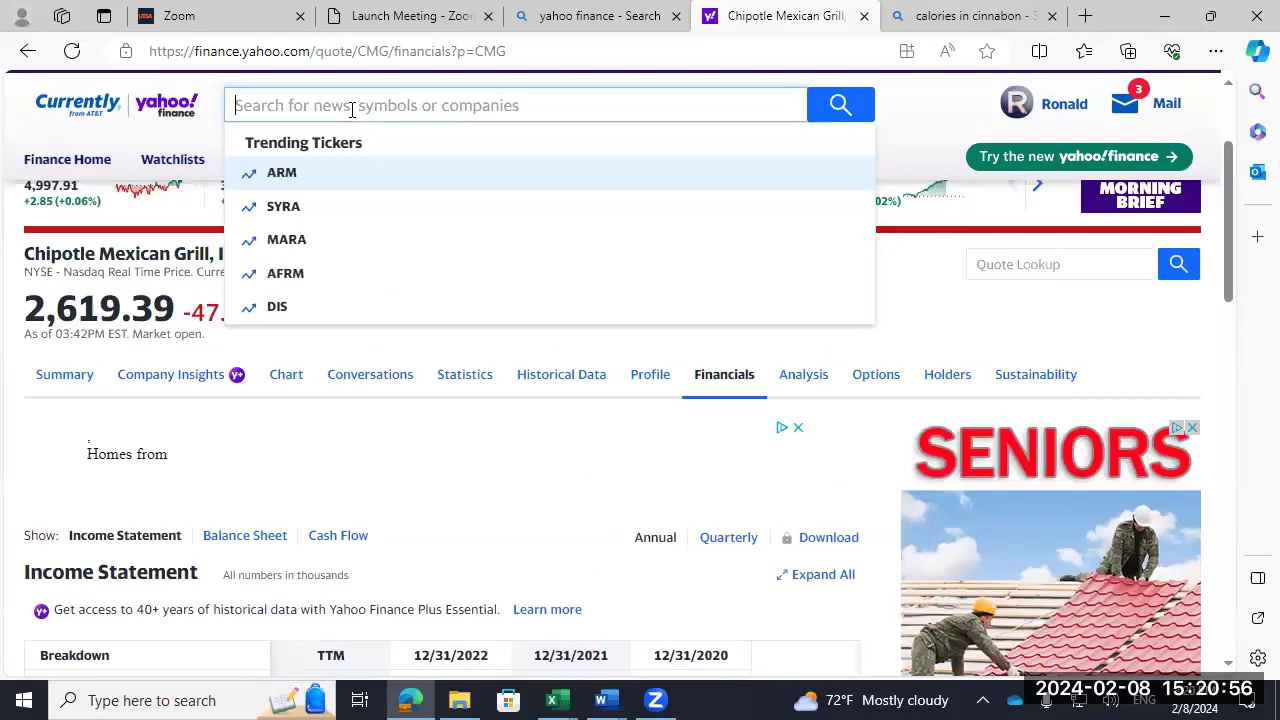 Zoom
Launch Meeting - Zoo
yahoo finance - Search
Chipotle Mexican Grill,
calories in cinnabon - S
https://finance.yahoo.com/quote/CMG/financials?p=CMG
Currently,
from AT&T
yahoo!
finance
Search for news, symbols or companies
Ronald
3
Mail
Finance Home
Watchlists
Trending Tickers
ARM
SYRA
MARA
AFRM
DIS
Try the new yahoo!finance →
4,997.91
+2.85 (+0.06%)
02%)
MORNING
BRIEF
Chipotle Mexican Grill, I
NYSE - Nasdaq Real Time Price. Curre
Quote Lookup
2,619.39 -47.
As of 03:42PM EST. Market open.
Summary
Company Insights
Chart
Conversations
Statistics
Historical Data
Profile
Financials
Analysis
Options
Holders
Sustainability
Homes from
SENIORS
Show:
Income Statement
Balance Sheet
Cash Flow
Annual
Quarterly
Download
Income Statement
All numbers in thousands
Expand All
Get access to 40+ years of historical data with Yahoo Finance Plus Essential.
Learn more
Breakdown
TTM
12/31/2022
12/31/2021
12/31/2020
Type here to search
72°F Mostly cloudy
ENG
2024-02-08 15:20:56
2/8/2024